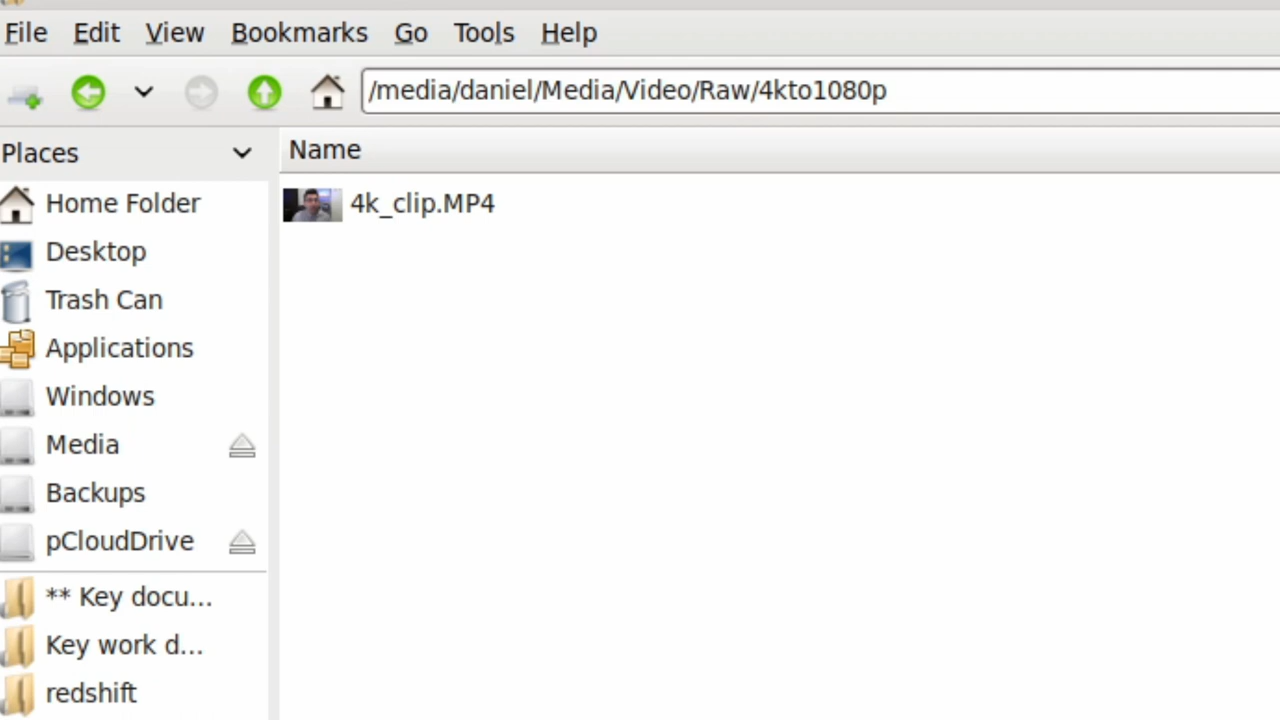 File Edit View Bookmarks Go Tools Help
/media/daniel/Media/Video/Raw/4kto1080p
Places
Name
Home Folder
4k_clip.MP4
Desktop
Trash Can
Applications
Windows
Media
Backups
pCloudDrive
** Key docu...
Key work d...
redshift